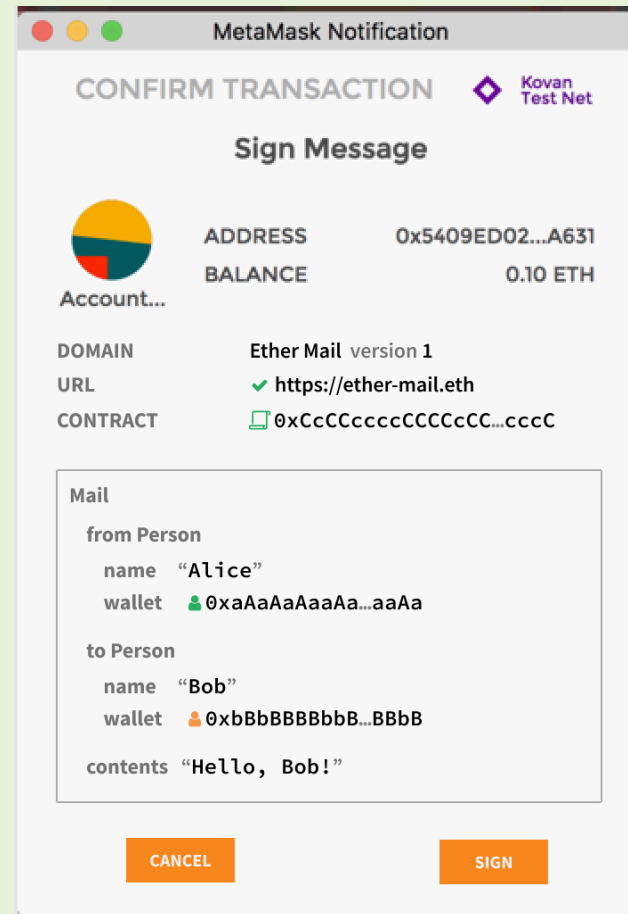 MetaMask Notification
CONFIRM TRANSACTION
Kovan
Test Net
Sign Message
ADDRESS 0x5409ED02...A631
BALANCE 0.10 ETH
Account...
DOMAIN Ether Mail version 1
URL https://ether-mail.eth
CONTRACT 0xCcCCccccCCCCcCC…cccC
Mail
from Person
name “Alice”
wallet 0xaAaAaAaaAa…aaAa
to Person
name “Bob”
wallet 0xbBbBBBBbbB…BBbB
contents “Hello, Bob!”
CANCEL SIGN